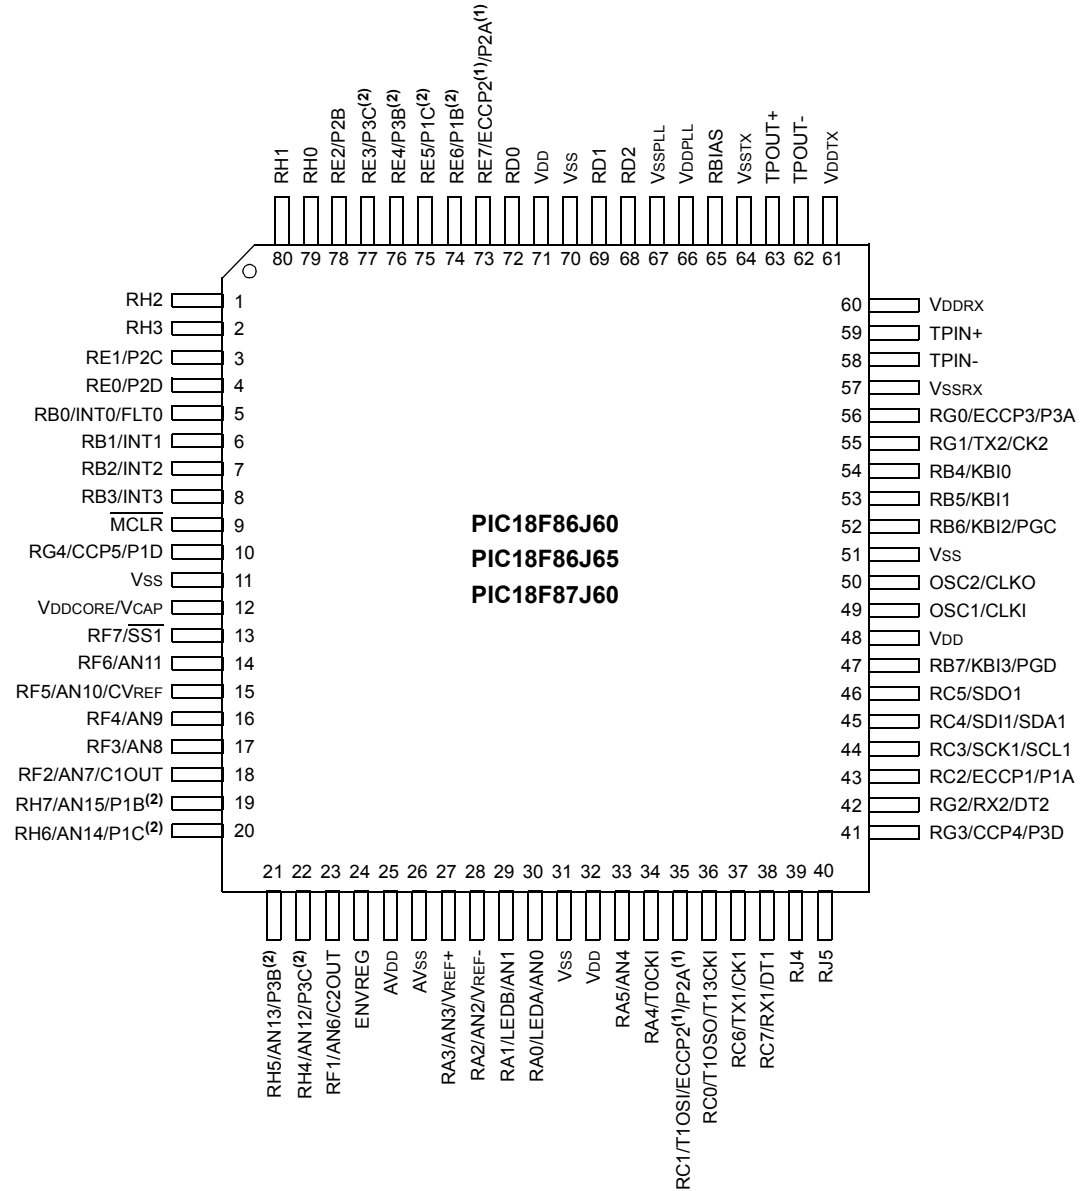 RH1
RH0
RE2/P2B
RE3/P3C(2)
RE4/P3B(2)
RE5/P1C(2)
RE6/P1B(2)
RE7/ECCP2(1)/P2A(1)
RD0
VDD
VSS
RD1
RD2
VSSPLL
VDDPLL
RBIAS
VSSTX
TPOUT+
TPOUT-
VDDTX
80 79 78 77 76 75 74 73 72 71 70 69 68 67 66 65 64 63 62 61
RH2 1
RH3 2
RE1/P2C 3
RE0/P2D 4
RB0/INT0/FLT0 5
RB1/INT1 6
RB2/INT2 7
RB3/INT3 8
MCLR 9
RG4/CCP5/P1D 10
VSS 11
VDDCORE/VCAP 12
RF7/SS1 13
RF6/AN11 14
RF5/AN10/CVREF 15
RF4/AN9 16
RF3/AN8 17
RF2/AN7/C1OUT 18
RH7/AN15/P1B(2) 19
RH6/AN14/P1C(2) 20
PIC18F86J60
PIC18F86J65
PIC18F87J60
60 VDDRX
59 TPIN+
58 TPIN-
57 VSSRX
56 RG0/ECCP3/P3A
55 RG1/TX2/CK2
54 RB4/KBI0
53 RB5/KBI1
52 RB6/KBI2/PGC
51 VSS
50 OSC2/CLKO
49 OSC1/CLKI
48 VDD
47 RB7/KBI3/PGD
46 RC5/SDO1
45 RC4/SDI1/SDA1
44 RC3/SCK1/SCL1
43 RC2/ECCP1/P1A
42 RG2/RX2/DT2
41 RG3/CCP4/P3D
21 22 23 24 25 26 27 28 29 30 31 32 33 34 35 36 37 38 39 40
RH5/AN13/P3B(2)
RH4/AN12/P3C(2)
RF1/AN6/C2OUT
ENVREG
AVDD
AVSS
RA3/AN3/VREF+
RA2/AN2/VREF-
RA1/LEDB/AN1
RA0/LEDA/AN0
VSS
VDD
RA5/AN4
RA4/T0CKI
RC1/T1OSI/ECCP2(1)/P2A(1)
RC0/T1OSO/T13CKI
RC6/TX1/CK1
RC7/RX1/DT1
RJ4
RJ5